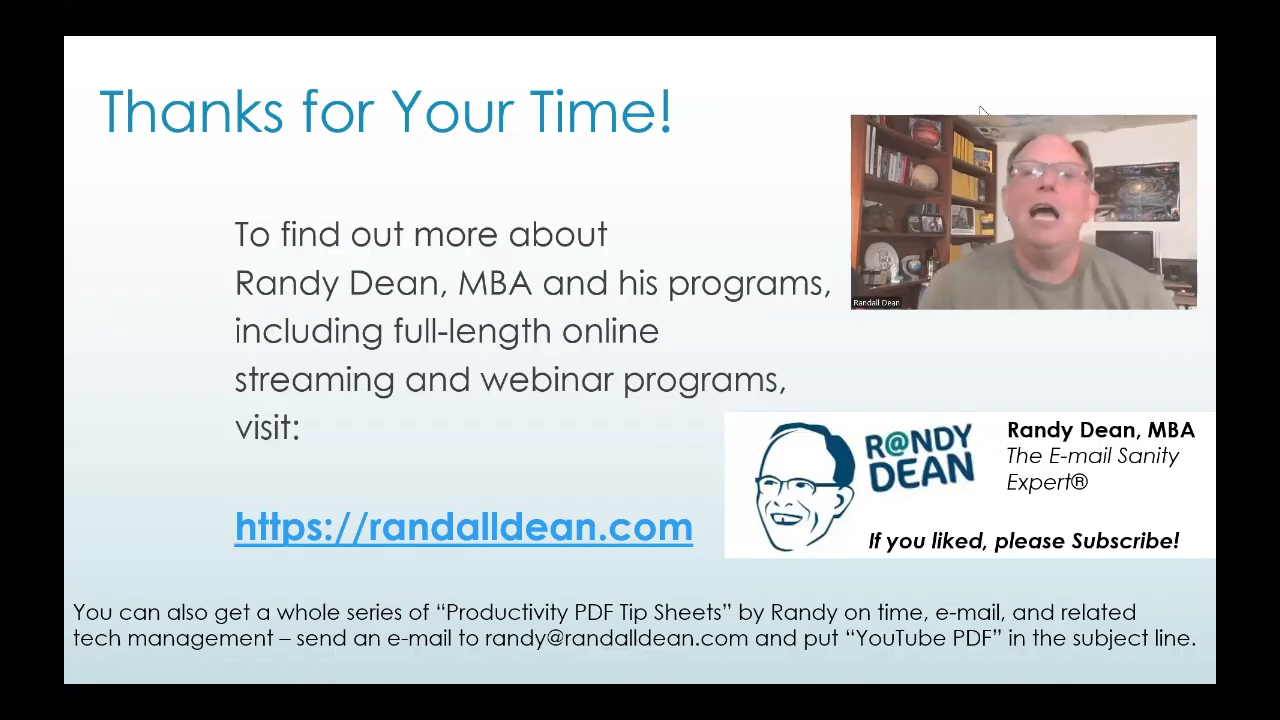 Thanks for Your Time!
To find out more about
Randy Dean, MBA and his programs,
including full-length online
streaming and webinar programs,
visit:
https://randalldean.com
Randall Dean
R@NDY
DEAN
Randy Dean, MBA
The E-mail Sanity
Expert®
If you liked, please Subscribe!
You can also get a whole series of “Productivity PDF Tip Sheets” by Randy on time, e-mail, and related
tech management – send an e-mail to randy@randalldean.com and put “YouTube PDF” in the subject line.